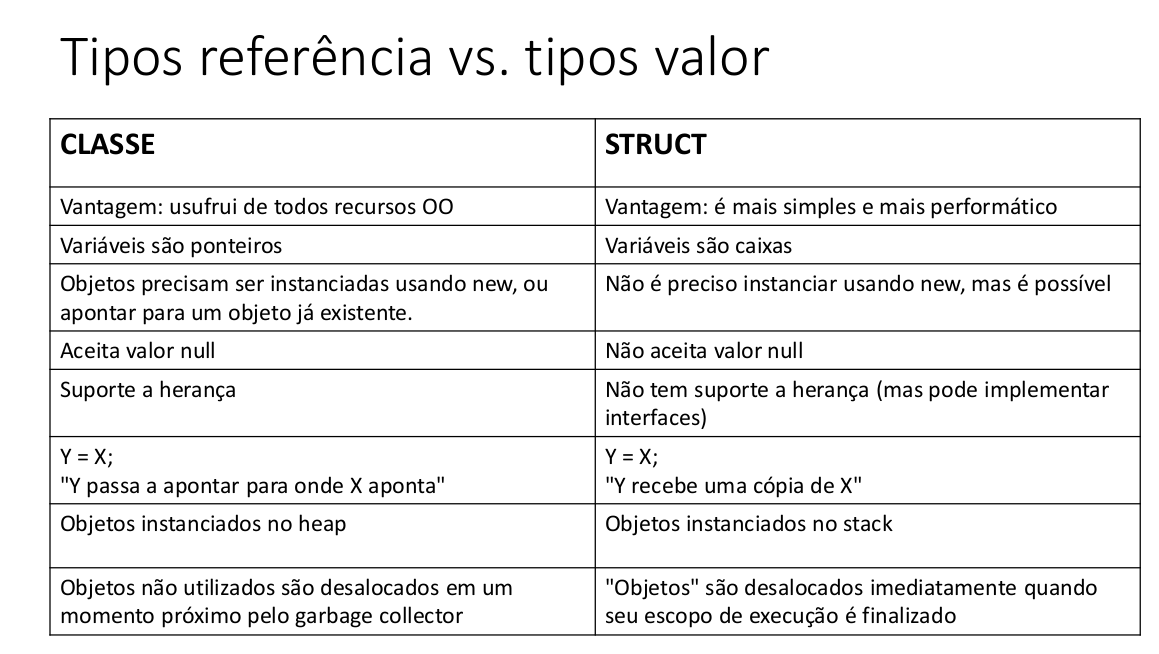 Tipos referência vs. tipos valor
CLASSE
STRUCT
Vantagem: usufrui de todos recursos OO
Vantagem: é mais simples e mais performático
Variáveis são ponteiros
Variáveis são caixas
Objetos precisam ser instanciadas usando new, ou
apontar para um objeto já existente.
Não é preciso instanciar usando new, mas é possível
Aceita valor null
Não aceita valor null
Suporte a herança
Não tem suporte a herança (mas pode implementar
interfaces)
Y = X;
"Y passa a apontar para onde X aponta"
Y = X;
"Y recebe uma cópia de X"
Objetos instanciados no heap
Objetos instanciados no stack
Objetos não utilizados são desalocados em um
momento próximo pelo garbage collector
"Objetos" são desalocados imediatamente quando
seu escopo de execução é finalizado